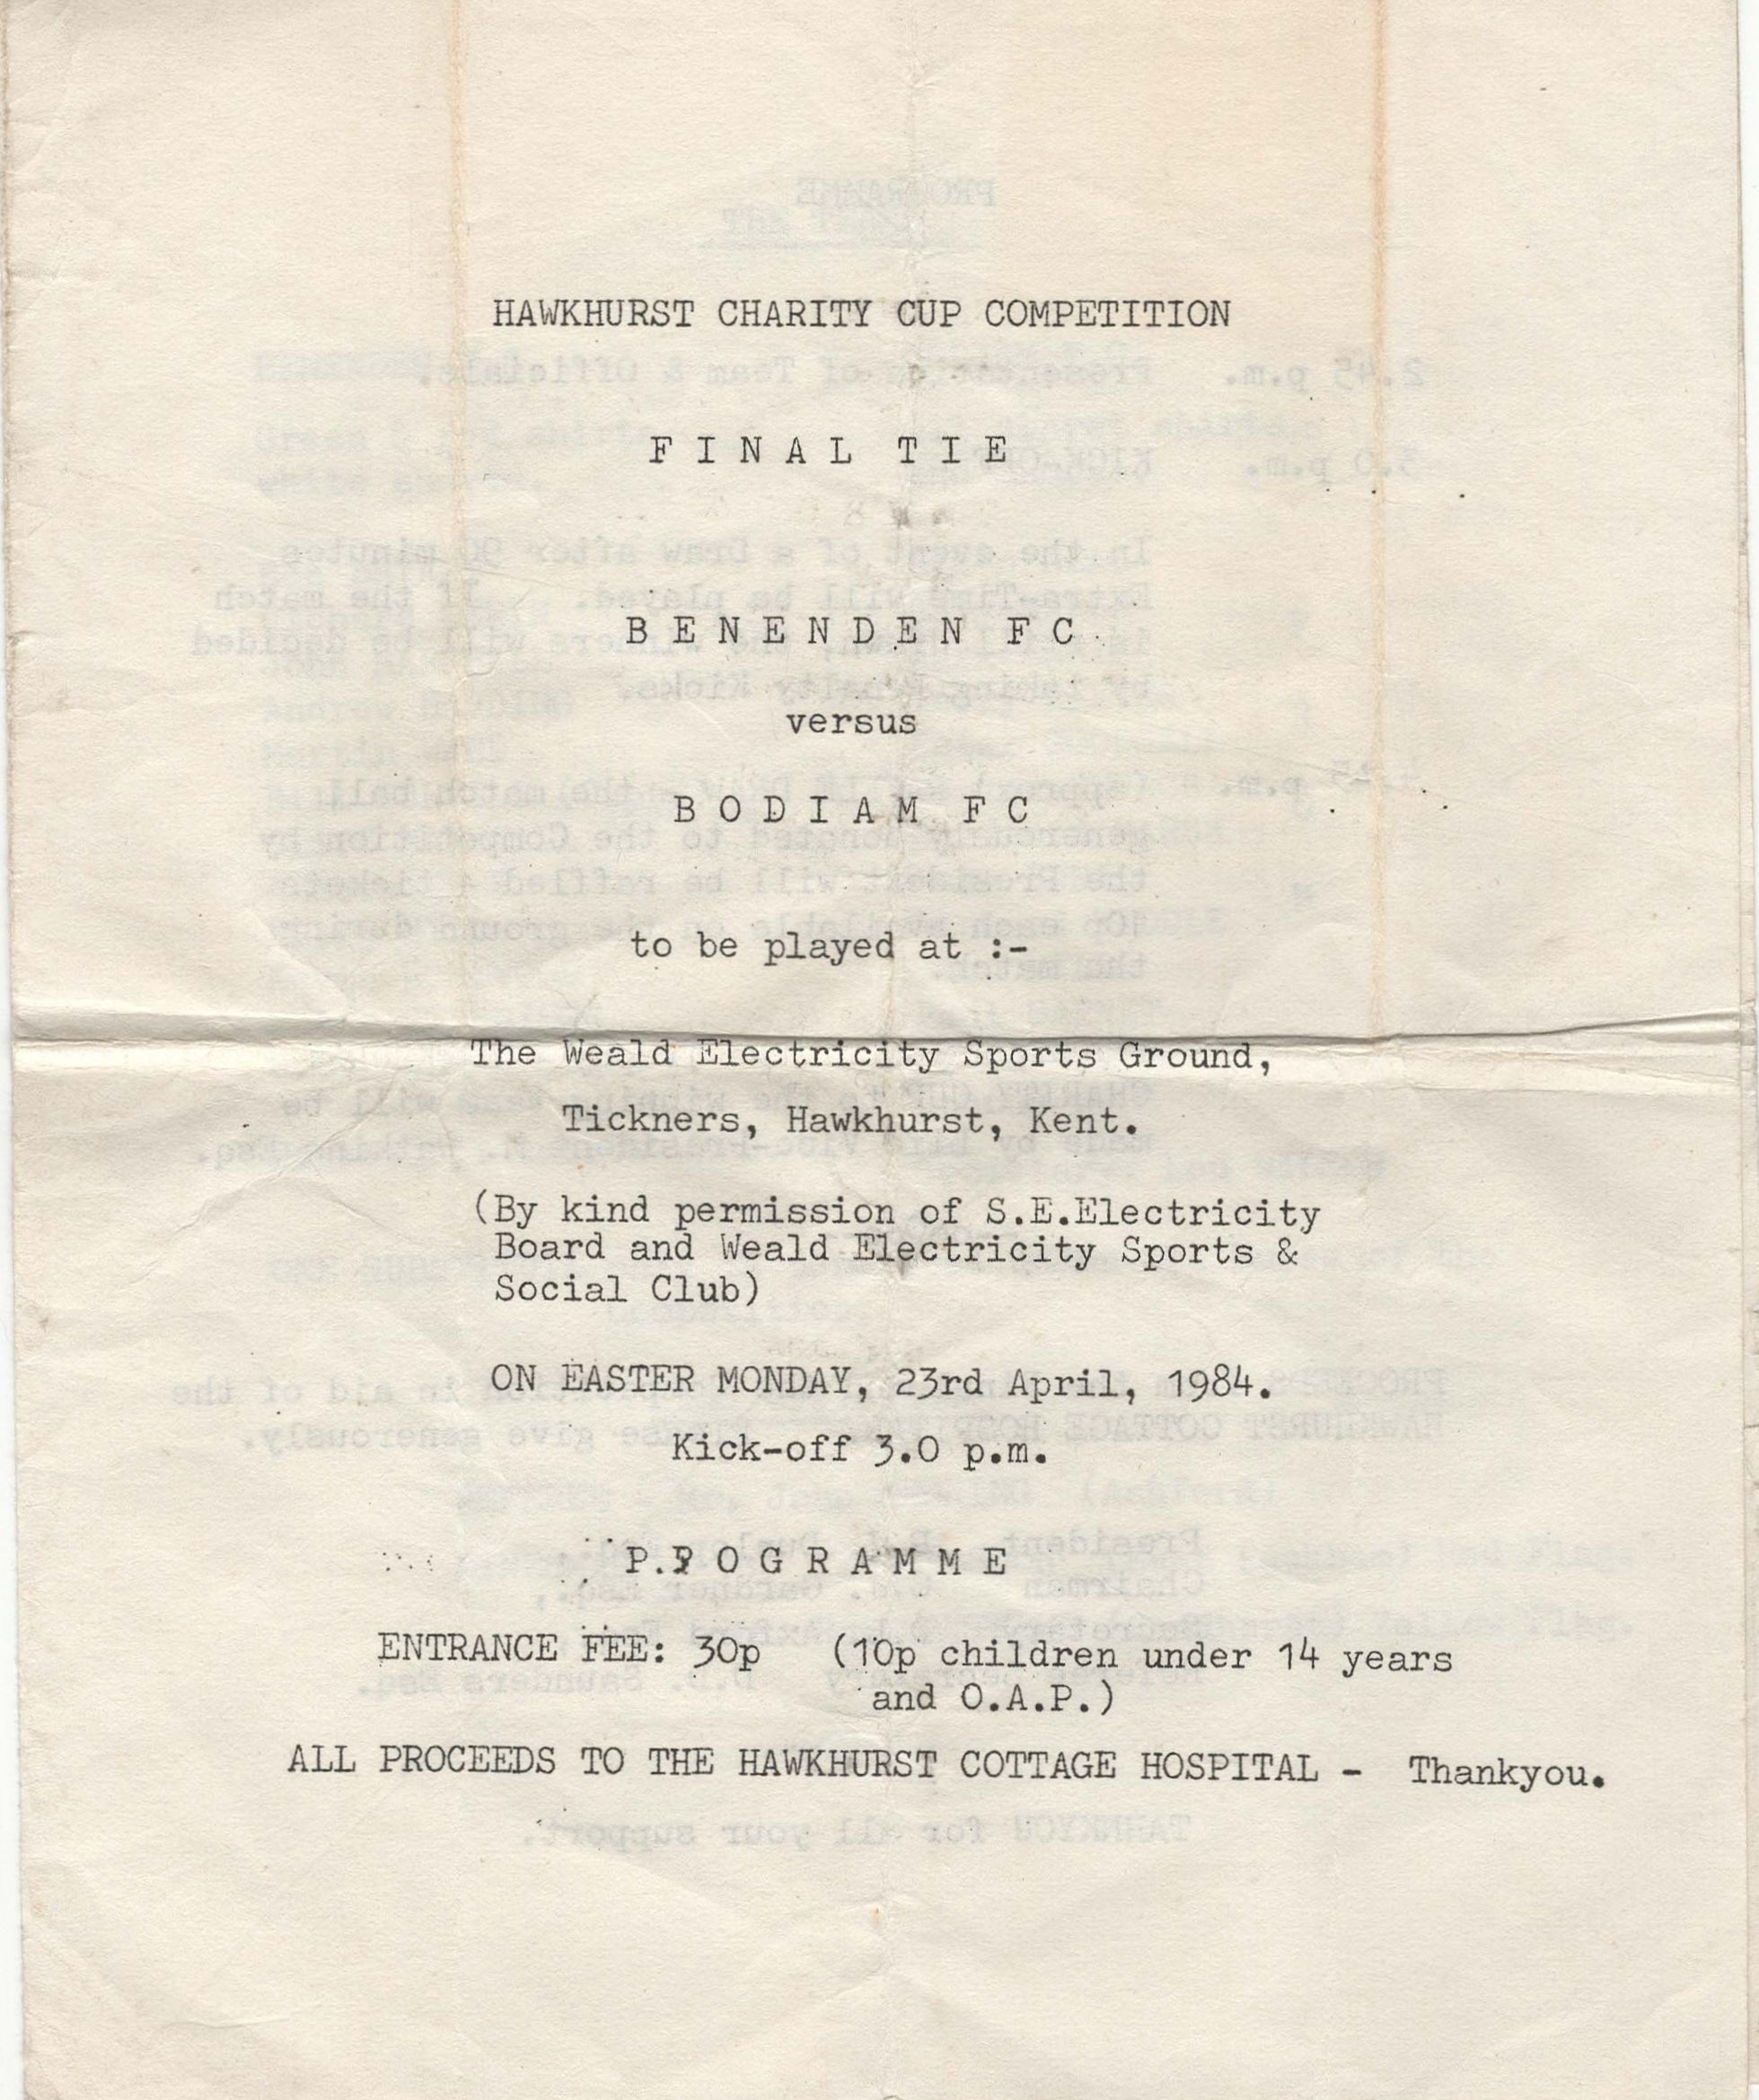 HAWKHURST CHARITY CUP COMPETITION
F I N A L T I E
B E N E N D E N F C
versus
B O D I A M F C
to be played at :-
The Weald Electricity Sports Ground,
Tickners, Hawkhurst, Kent.
(By kind permission of S.E.Electricity
Board and Weald Electricity Sports &
Social Club)
ON EASTER MONDAY, 23rd April, 1984.
Kick-off 3.0 p.m.
P R O G R A M M E
ENTRANCE FEE: 30p (10p children under 14 years
and O.A.P.)
ALL PROCEEDS TO THE HAWKHURST COTTAGE HOSPITAL - Thankyou.